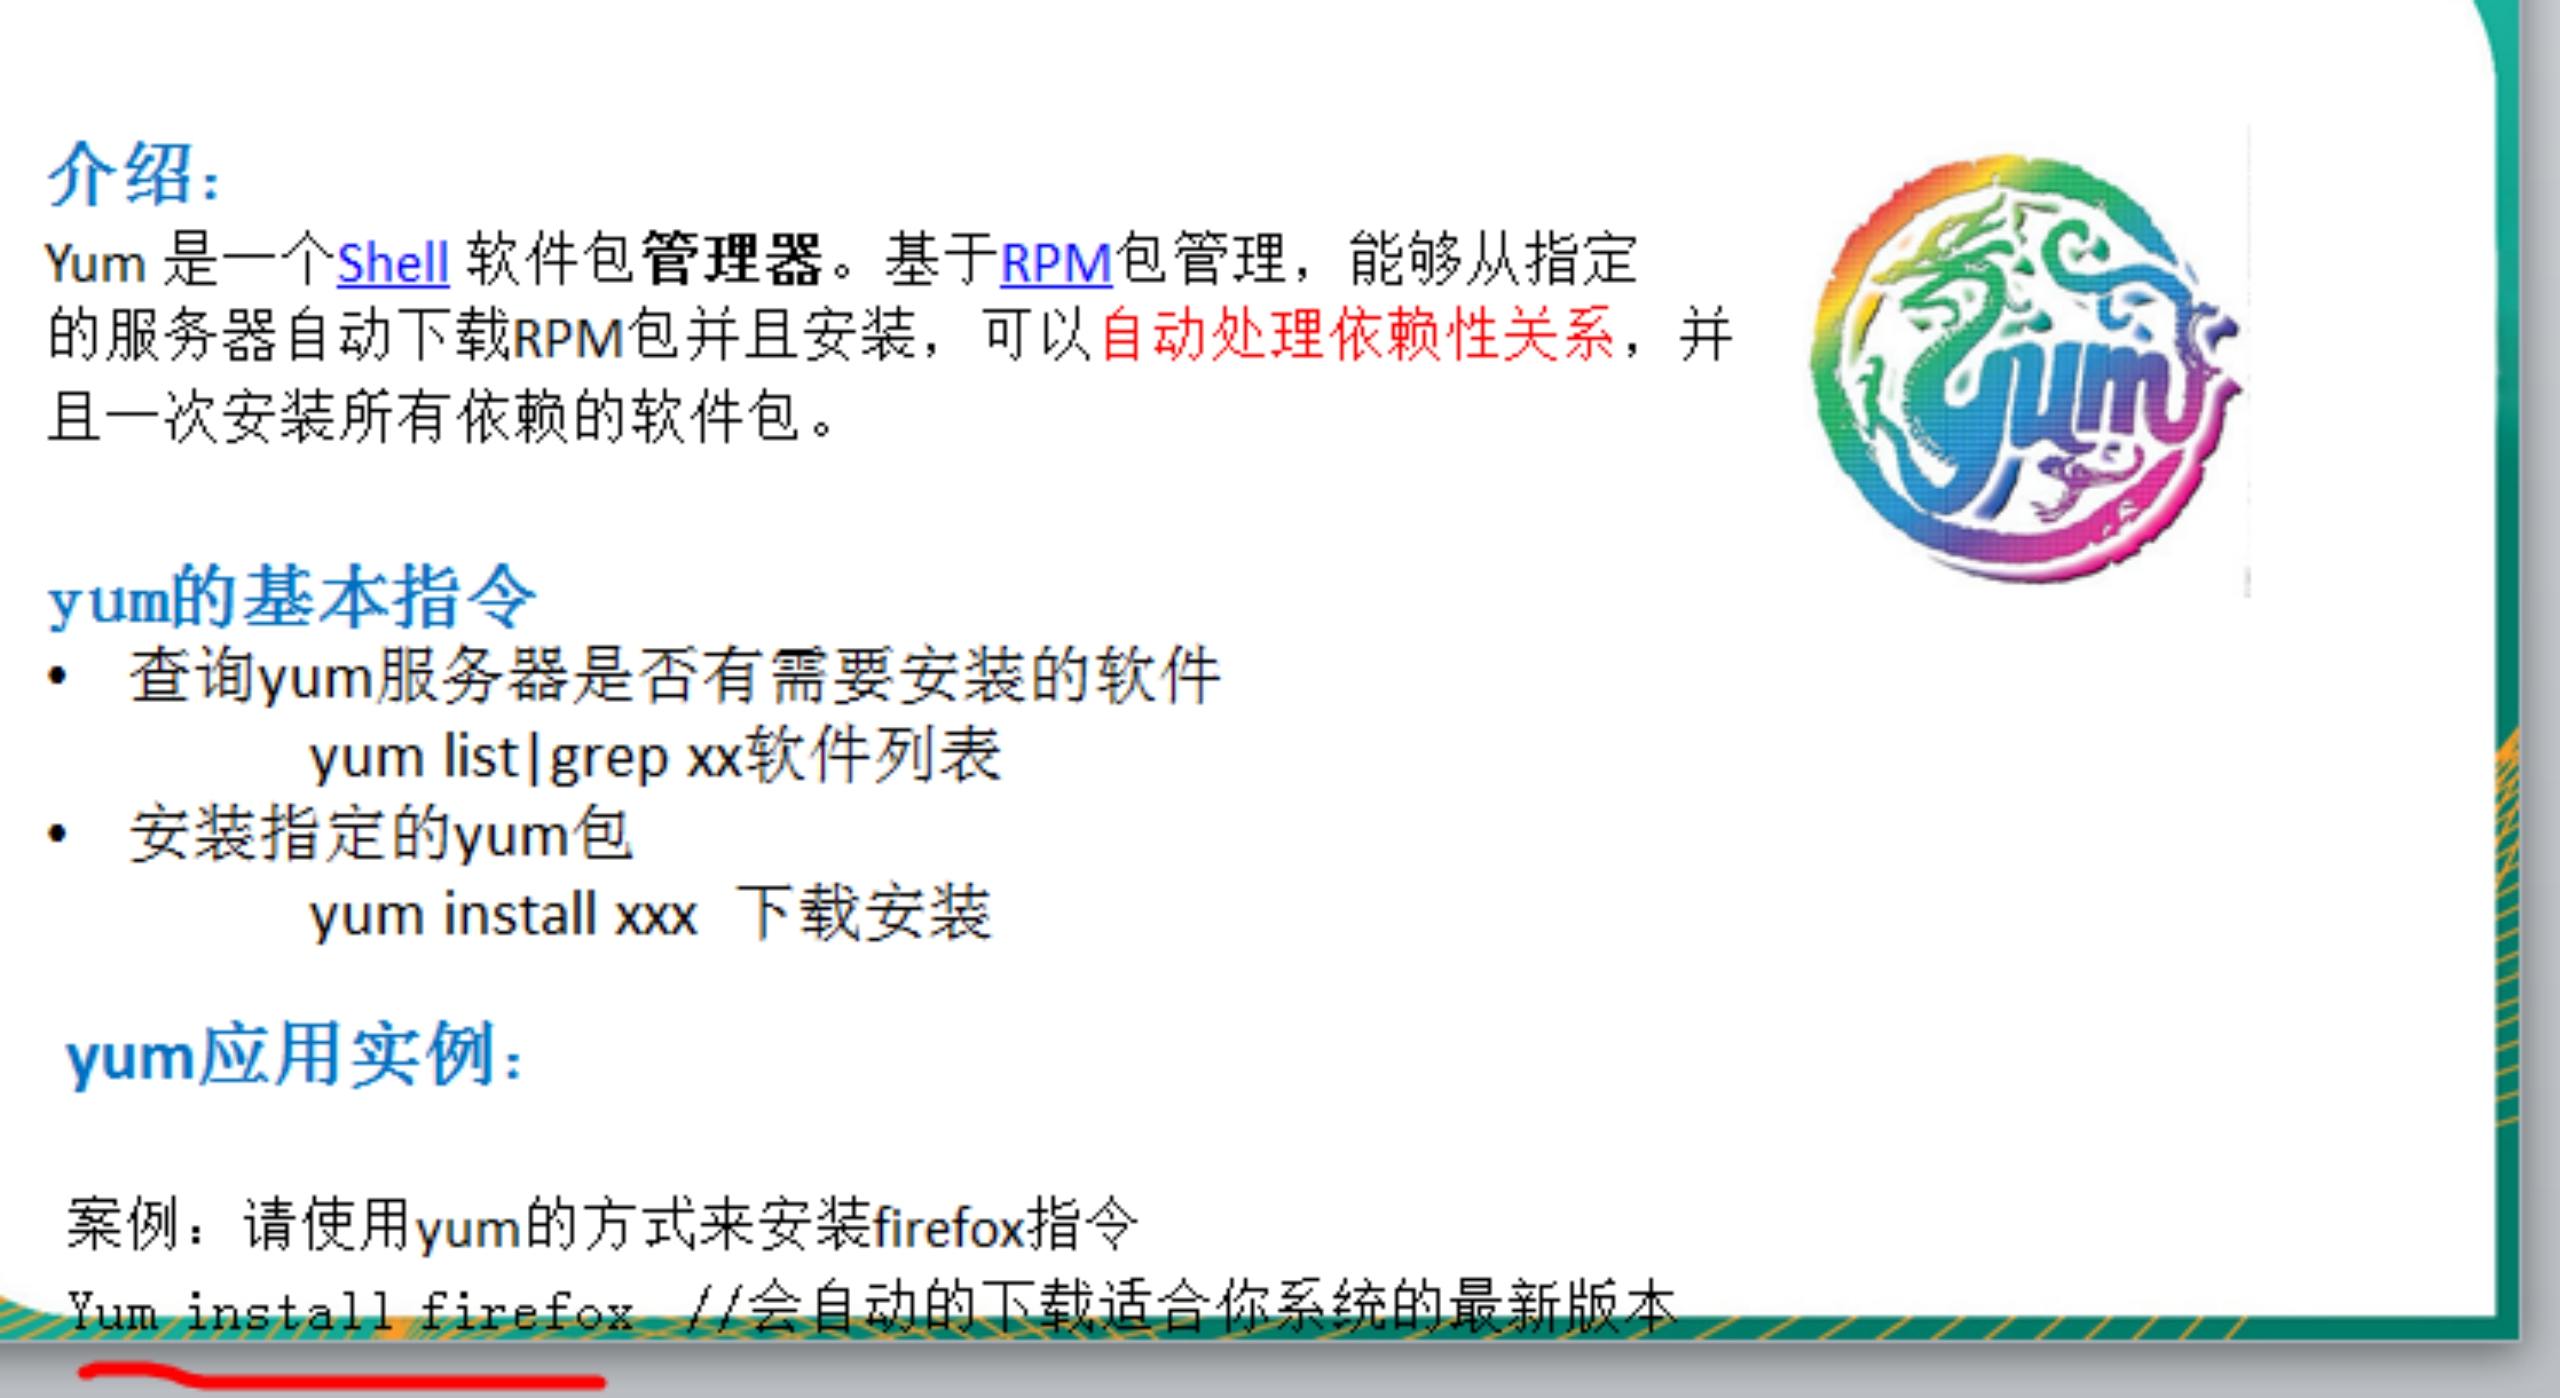 介绍：
Yum 是一个Shell 软件包管理器。基于RPM包管理，能够从指定
的服务器自动下载RPM包并且安装，可以自动处理依赖性关系，并
且一次安装所有依赖的软件包。
yum
yum的基本指令
• 查询yum服务器是否有需要安装的软件
yum list|grep xx软件列表
• 安装指定的yum包
yum install xxx 下载安装
yum应用实例：
案例：请使用yum的方式来安装firefox指令
Yum install firefox //会自动的下载适合你系统的最新版本